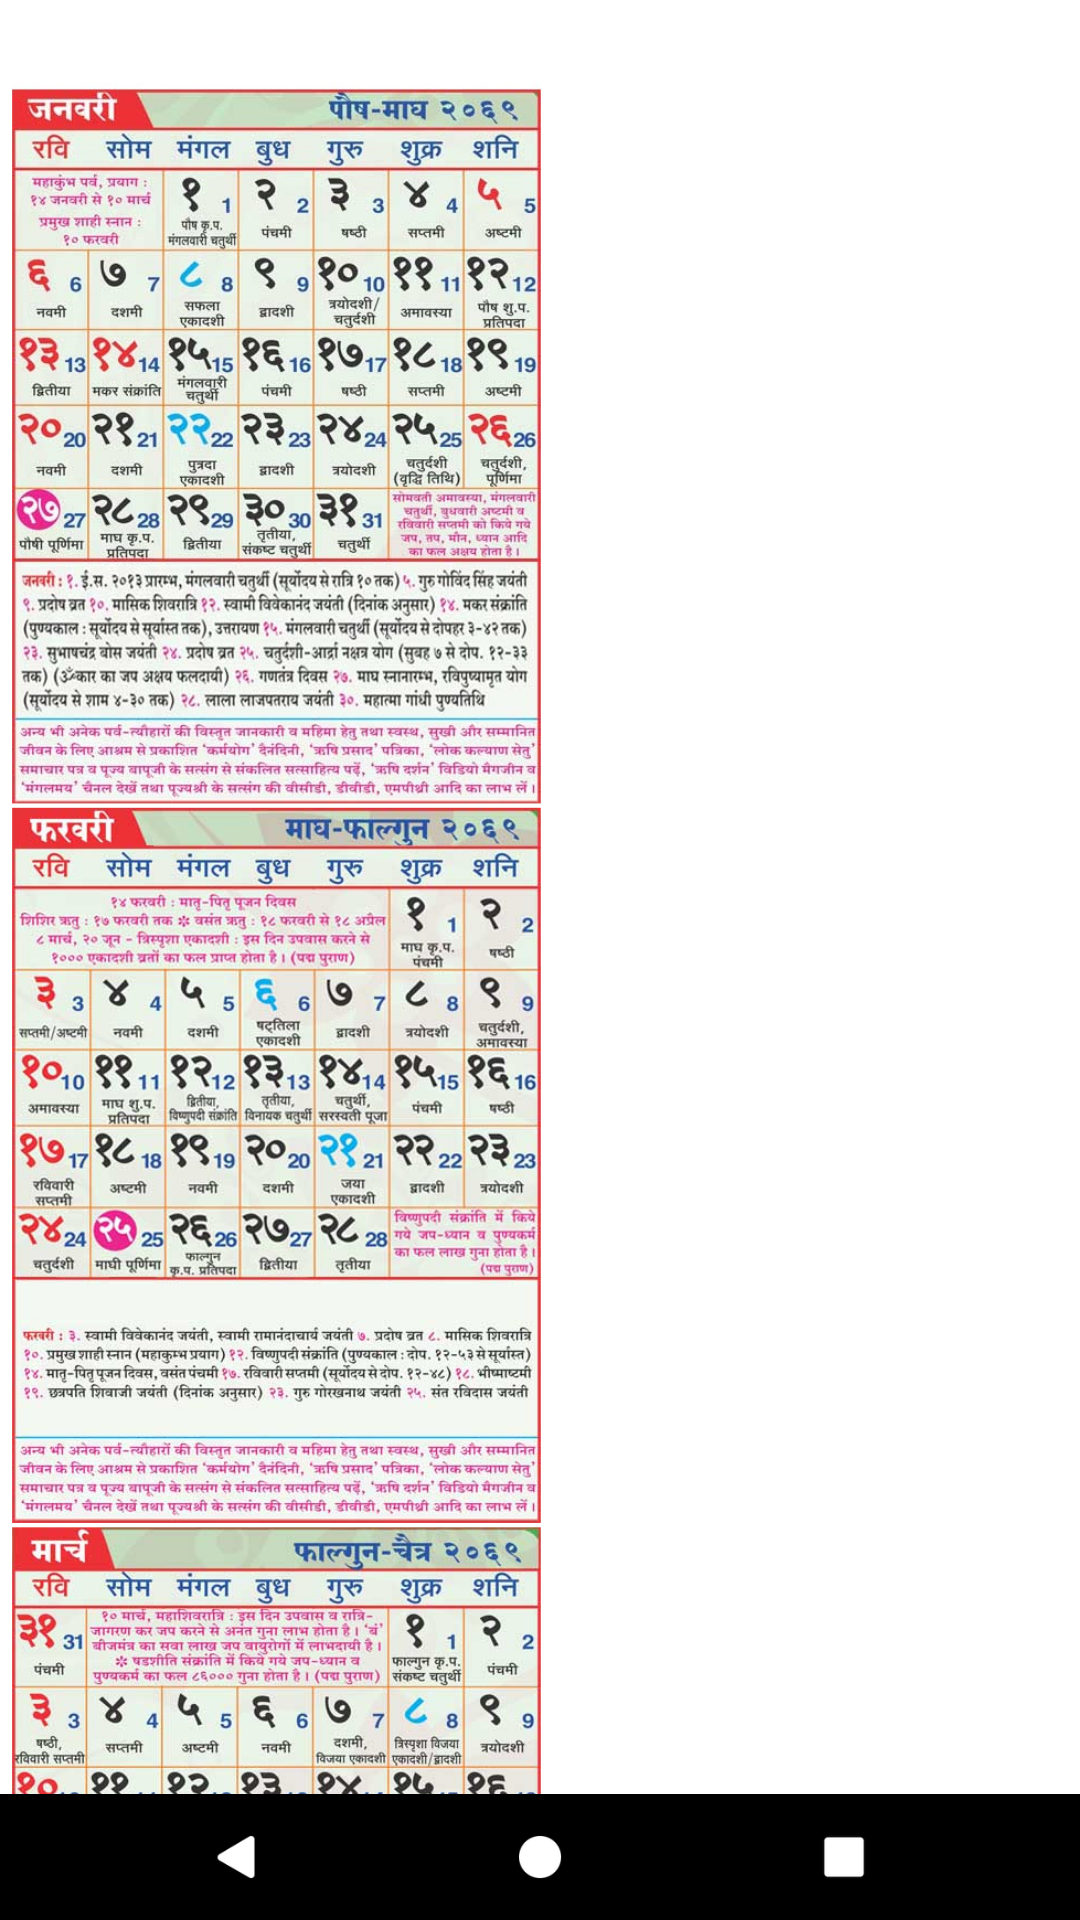 जनवरी पौष-माघ २०६९
रवि सोम मंगल बुध गुरु शुक्र शनि
महाकुंभ पर्व, प्रयाग :
१४ जनवरी से १० मार्च
प्रमुख शाही स्नान :
१० फरवरी
१ 1 २ 2 ३ 3 ४ 4 ५ 5
पौष कृ.प. मंगलवारी चतुर्थी पंचमी षष्ठी सप्तमी अष्टमी
६ 6 ७ 7 ८ 8 ९ 9 १० 10 ११ 11 १२ 12
नवमी दशमी सफला एकादशी द्वादशी त्रयोदशी/चतुर्दशी अमावस्या पौष शु.प. प्रतिपदा
१३ 13 १४ 14 १५ 15 १६ 16 १७ 17 १८ 18 १९ 19
द्वितीया मकर संक्रांति मंगलवारी चतुर्थी पंचमी षष्ठी सप्तमी अष्टमी
२० 20 २१ 21 २२ 22 २३ 23 २४ 24 २५ 25 २६ 26
नवमी दशमी पुत्रदा एकादशी द्वादशी त्रयोदशी चतुर्दशी (वृद्धि तिथि) चतुर्दशी, पूर्णिमा
२७ 27 २८ 28 २९ 29 ३० 30 ३१ 31
पौषी पूर्णिमा माघ कृ.प. प्रतिपदा द्वितीया तृतीया, संकष्ट चतुर्थी चतुर्थी
सोमवती अमावस्या, मंगलवारी
चतुर्थी, बुधवारी अष्टमी व
रविवारी सप्तमी को किये गये
जप, तप, मौन, ध्यान आदि
का फल अक्षय होता है ।
जनवरी : १. ई.स. २०१३ प्रारम्भ, मंगलवारी चतुर्थी (सूर्योदय से रात्रि १० तक) ५. गुरु गोविंद सिंह जयंती
९. प्रदोष व्रत १०. मासिक शिवरात्रि १२. स्वामी विवेकानंद जयंती (दिनांक अनुसार) १४. मकर संक्रांति
(पुण्यकाल : सूर्योदय से सूर्यास्त तक), उत्तरायण १५. मंगलवारी चतुर्थी (सूर्योदय से दोपहर ३-४२ तक)
२३. सुभाषचंद्र बोस जयंती २४. प्रदोष व्रत २५. चतुर्दशी-आर्द्रा नक्षत्र योग (सुबह ७ से दोप. १२-३३
तक) (ॐकार का जप अक्षय फलदायी) २६. गणतंत्र दिवस २७. माघ स्नानारम्भ, रविपुष्यामृत योग
(सूर्योदय से शाम ४-३० तक) २८. लाला लाजपतराय जयंती ३०. महात्मा गांधी पुण्यतिथि
अन्य भी अनेक पर्व-त्यौहारों की विस्तृत जानकारी व महिमा हेतु तथा स्वस्थ, सुखी और सम्मानित
जीवन के लिए आश्रम से प्रकाशित 'कर्मयोग' दैनंदिनी, 'ऋषि प्रसाद' पत्रिका, 'लोक कल्याण सेतु'
समाचार पत्र व पूज्य बापूजी के सत्संग से संकलित सत्साहित्य पढ़ें, 'ऋषि दर्शन' विडियो मैगजीन व
'मंगलमय' चैनल देखें तथा पूज्यश्री के सत्संग की वीसीडी, डीवीडी, एमपीथ्री आदि का लाभ लें ।
फरवरी माघ-फाल्गुन २०६९
रवि सोम मंगल बुध गुरु शुक्र शनि
१४ फरवरी : मातृ-पितृ पूजन दिवस
शिशिर ऋतु : १७ फरवरी तक ❊ वसंत ऋतु : १८ फरवरी से १८ अप्रैल
८ मार्च, २० जून - त्रिस्पृशा एकादशी : इस दिन उपवास करने से
१००० एकादशी व्रतों का फल प्राप्त होता है । (पद्म पुराण)
१ 1 २ 2
माघ कृ.प. पंचमी षष्ठी
३ 3 ४ 4 ५ 5 ६ 6 ७ 7 ८ 8 ९ 9
सप्तमी/अष्टमी नवमी दशमी षट्तिला एकादशी द्वादशी त्रयोदशी चतुर्दशी, अमावस्या
१० 10 ११ 11 १२ 12 १३ 13 १४ 14 १५ 15 १६ 16
अमावस्या माघ शु.प. प्रतिपदा द्वितीया, विष्णुपदी संक्रांति तृतीया, विनायक चतुर्थी चतुर्थी, सरस्वती पूजा पंचमी षष्ठी
१७ 17 १८ 18 १९ 19 २० 20 २१ 21 २२ 22 २३ 23
रविवारी सप्तमी अष्टमी नवमी दशमी जया एकादशी द्वादशी त्रयोदशी
२४ 24 २५ 25 २६ 26 २७ 27 २८ 28
चतुर्दशी माघी पूर्णिमा फाल्गुन कृ.प. प्रतिपदा द्वितीया तृतीया
विष्णुपदी संक्रांति में किये
गये जप-ध्यान व पुण्यकर्म
का फल लाख गुना होता है ।
(पद्म पुराण)
फरवरी : ३. स्वामी विवेकानंद जयंती, स्वामी रामानंदाचार्य जयंती ७. प्रदोष व्रत ८. मासिक शिवरात्रि
१०. प्रमुख शाही स्नान (महाकुम्भ प्रयाग) १२. विष्णुपदी संक्रांति (पुण्यकाल : दोप. १२-५३ से सूर्यास्त)
१४. मातृ-पितृ पूजन दिवस, वसंत पंचमी १७. रविवारी सप्तमी (सूर्योदय से दोप. १२-४८) १८. भीष्माष्टमी
१९. छत्रपति शिवाजी जयंती (दिनांक अनुसार) २३. गुरु गोरखनाथ जयंती २५. संत रविदास जयंती
अन्य भी अनेक पर्व-त्यौहारों की विस्तृत जानकारी व महिमा हेतु तथा स्वस्थ, सुखी और सम्मानित
जीवन के लिए आश्रम से प्रकाशित 'कर्मयोग' दैनंदिनी, 'ऋषि प्रसाद' पत्रिका, 'लोक कल्याण सेतु'
समाचार पत्र व पूज्य बापूजी के सत्संग से संकलित सत्साहित्य पढ़ें, 'ऋषि दर्शन' विडियो मैगजीन व
'मंगलमय' चैनल देखें तथा पूज्यश्री के सत्संग की वीसीडी, डीवीडी, एमपीथ्री आदि का लाभ लें ।
मार्च फाल्गुन-चैत्र २०६९
रवि सोम मंगल बुध गुरु शुक्र शनि
३१ 31
पंचमी
१० मार्च, महाशिवरात्रि : इस दिन उपवास व रात्रि-
जागरण कर जप करने से अनंत गुना लाभ होता है । 'बं'
बीजमंत्र का सवा लाख जप वायुरोगों में लाभदायी है ।
❊ षडशीति संक्रांति में किये गये जप-ध्यान व
पुण्यकर्म का फल ८६००० गुना होता है । (पद्म पुराण)
१ 1 २ 2
फाल्गुन कृ.प. संकष्ट चतुर्थी पंचमी
३ 3 ४ 4 ५ 5 ६ 6 ७ 7 ८ 8 ९ 9
षष्ठी, रविवारी सप्तमी सप्तमी अष्टमी नवमी दशमी, विजया एकादशी त्रिस्पृशा विजया एकादशी/द्वादशी त्रयोदशी
१० ११ १२ १३ १४ १५ १६